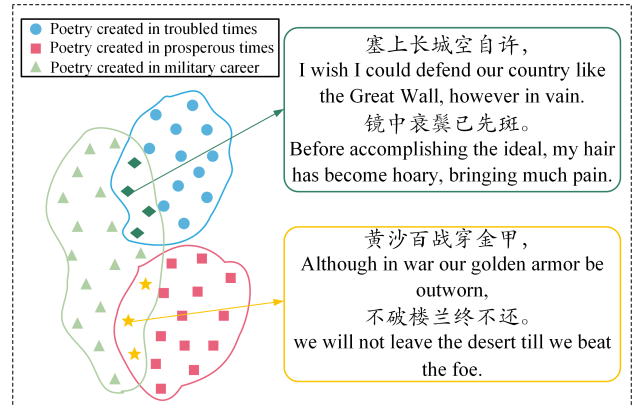 Poetry created in troubled times
Poetry created in prosperous times
Poetry created in military career
塞上长城空自许，
I wish I could defend our country like
the Great Wall, however in vain.
镜中衰鬓已先斑。
Before accomplishing the ideal, my hair
has become hoary, bringing much pain.
黄沙百战穿金甲，
Although in war our golden armor be
outworn,
不破楼兰终不还。
we will not leave the desert till we beat
the foe.